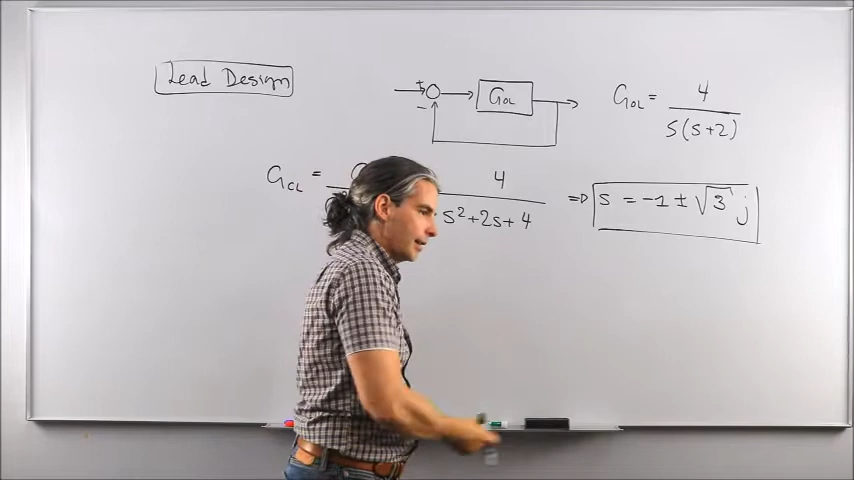 Lead Design
+
-
G_OL
G_OL = 4 / s(s+2)
G_CL = 4 / s²+2s+4 => s = -1 ± √3 j